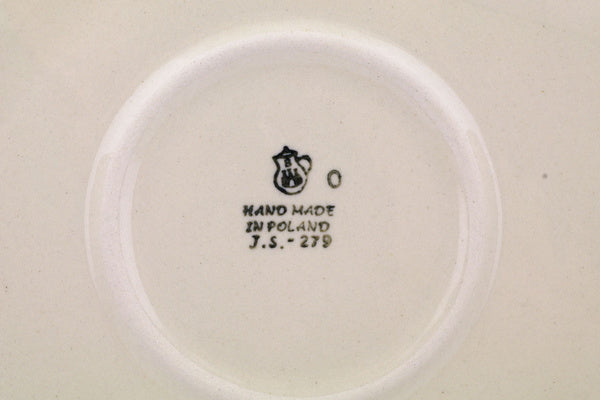 B O
HAND MADE
IN POLAND
J.S.-279